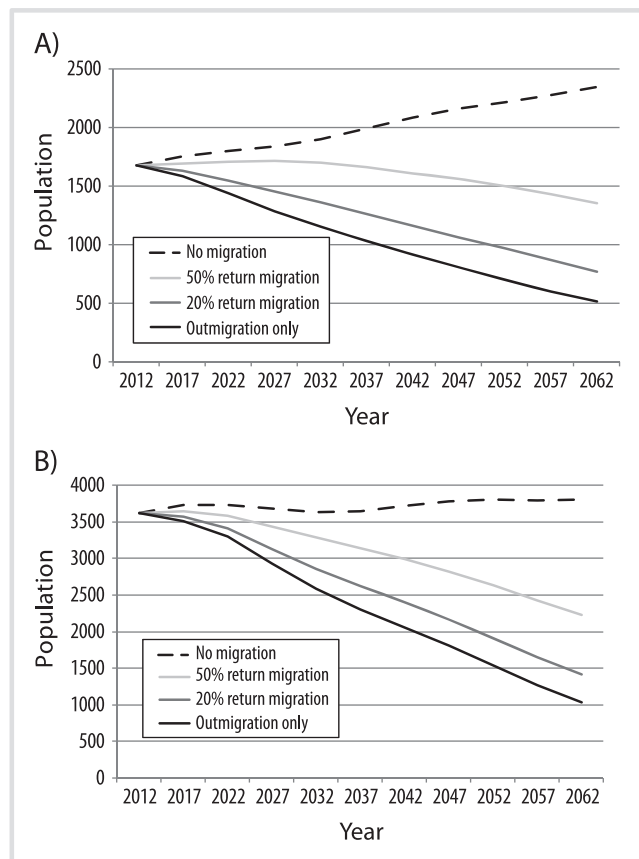 A)
Population
2500
2000
1500
1000
500
0
No migration
50% return migration
20% return migration
Outmigration only
2012 2017 2022 2027 2032 2037 2042 2047 2052 2057 2062
Year
B)
Population
4000
3500
3000
2500
2000
1500
1000
500
0
No migration
50% return migration
20% return migration
Outmigration only
2012 2017 2022 2027 2032 2037 2042 2047 2052 2057 2062
Year